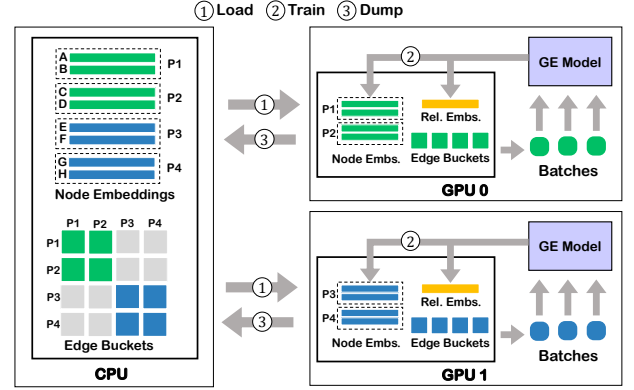 1 Load 2 Train 3 Dump
A
B
P1
C
D
P2
E
F
P3
G
H
P4
Node Embeddings
P1 P2 P3 P4
P1
P2
P3
P4
Edge Buckets
CPU
1
3
2
GE Model
P1
P2
Rel. Embs.
Node Embs. Edge Buckets
Batches
GPU 0
1
3
2
GE Model
P3
P4
Rel. Embs.
Node Embs. Edge Buckets
Batches
GPU 1